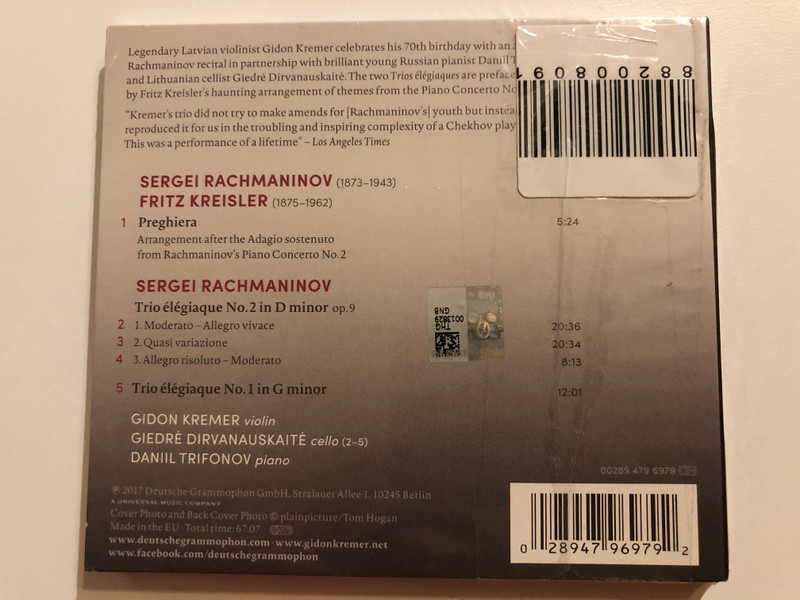 Legendary Latvian violinist Gidon Kremer celebrates his 70th birthday with an
Rachmaninov recital in partnership with brilliant young Russian pianist Daniil T
and Lithuanian cellist Giedrė Dirvanauskaitė. The two Trios élégiaques are preface
by Fritz Kreisler's haunting arrangement of themes from the Piano Concerto No
"Kremer's trio did not try to make amends for [Rachmaninov's] youth but instea
reproduced it for us in the troubling and inspiring complexity of a Chekhov play
This was a performance of a lifetime" – Los Angeles Times
8882008091
SERGEI RACHMANINOV (1873–1943)
FRITZ KREISLER (1875–1962)
1 Preghiera 5:24
Arrangement after the Adagio sostenuto
from Rachmaninov's Piano Concerto No. 2
SERGEI RACHMANINOV
Trio élégiaque No. 2 in D minor op. 9
2 1. Moderato – Allegro vivace 20:36
3 2. Quasi variazione 20:34
4 3. Allegro risoluto – Moderato 8:13
5 Trio élégiaque No. 1 in G minor 12:01
THG
0013829
GNB
GIDON KREMER violin
GIEDRĖ DIRVANAUSKAITĖ cello (2–5)
DANIIL TRIFONOV piano
00289 479 6979
℗ 2017 Deutsche Grammophon GmbH, Stralauer Allee 1, 10245 Berlin
A UNIVERSAL MUSIC COMPANY
Cover Photo and Back Cover Photo © plainpicture/Tom Hogan
Made in the EU · Total time: 67:07
www.deutschegrammophon.com · www.gidonkremer.net
www.facebook.com/deutschegrammophon
0 28947 96979 2